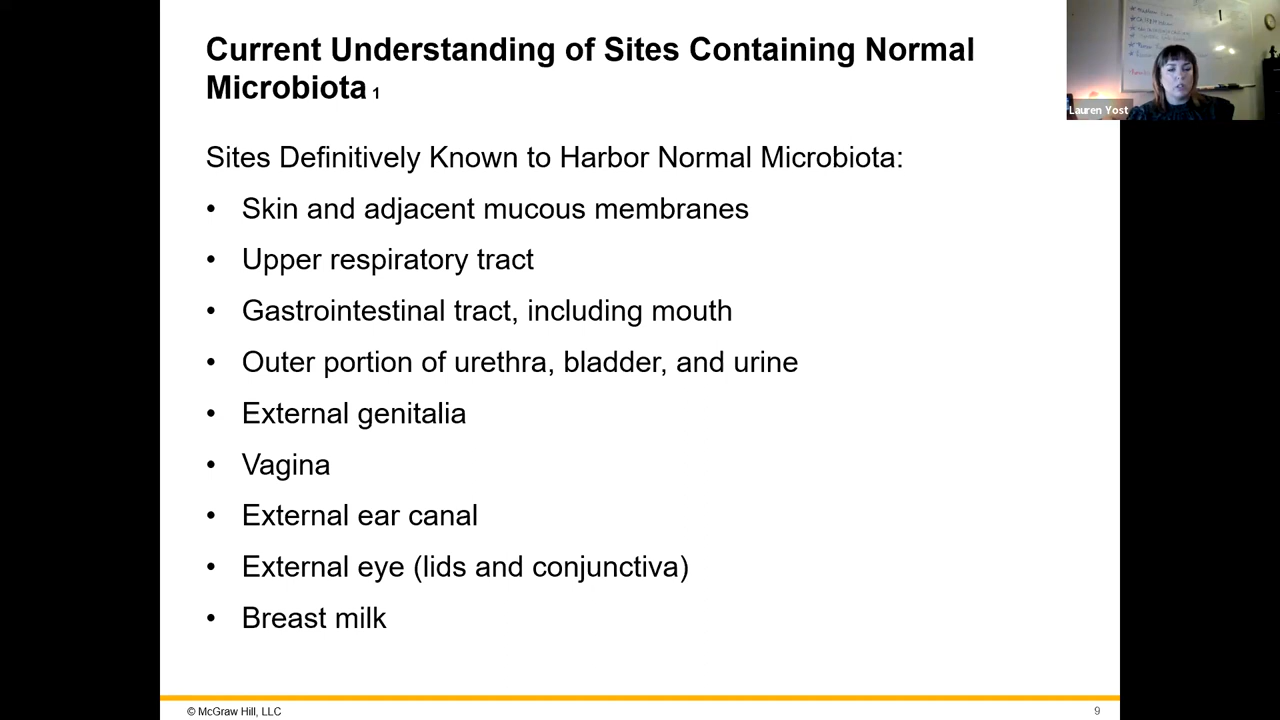 Current Understanding of Sites Containing Normal
Microbiota 1
Lauren Yost
Sites Definitively Known to Harbor Normal Microbiota:
• Skin and adjacent mucous membranes
• Upper respiratory tract
• Gastrointestinal tract, including mouth
• Outer portion of urethra, bladder, and urine
• External genitalia
• Vagina
• External ear canal
• External eye (lids and conjunctiva)
• Breast milk
© McGraw Hill, LLC
9